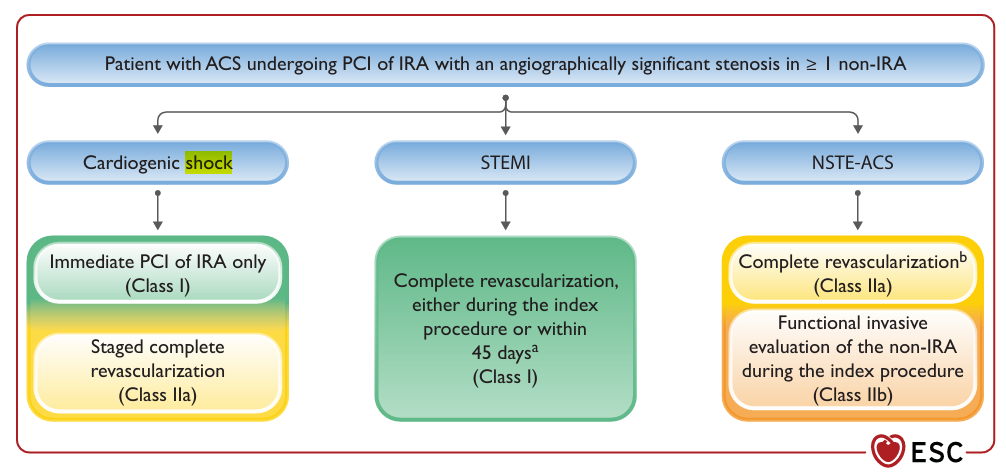 Patient with ACS undergoing PCI of IRA with an angiographically significant stenosis in ≥ 1 non-IRA
Cardiogenic shock
STEMI
NSTE-ACS
Immediate PCI of IRA only
(Class I)
Staged complete
revascularization
(Class IIa)
Complete revascularization,
either during the index
procedure or within
45 daysᵃ
(Class I)
Complete revascularizationᵇ
(Class IIa)
Functional invasive
evaluation of the non-IRA
during the index procedure
(Class IIb)
ESC